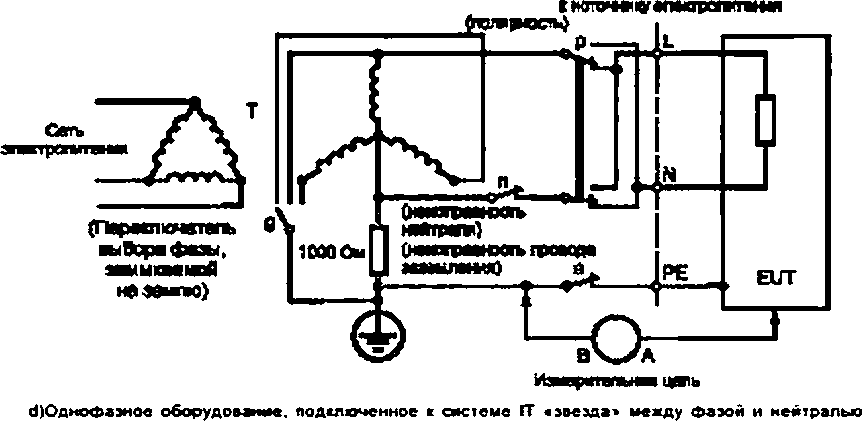 к источнику электропитания
(полярность)
p
L
T
Сеть
электропитания
n
N
g
(Переключатель
выбора фазы,
замыкаемой
на землю)
1000 Ом
(неисправность
нейтрали)
(неисправность провода
заземления)
e
PE
EUT
B
A
Измерительная цепь
d)Однофазное оборудование, подключенное к системе IT «звезда» между фазой и нейтралью